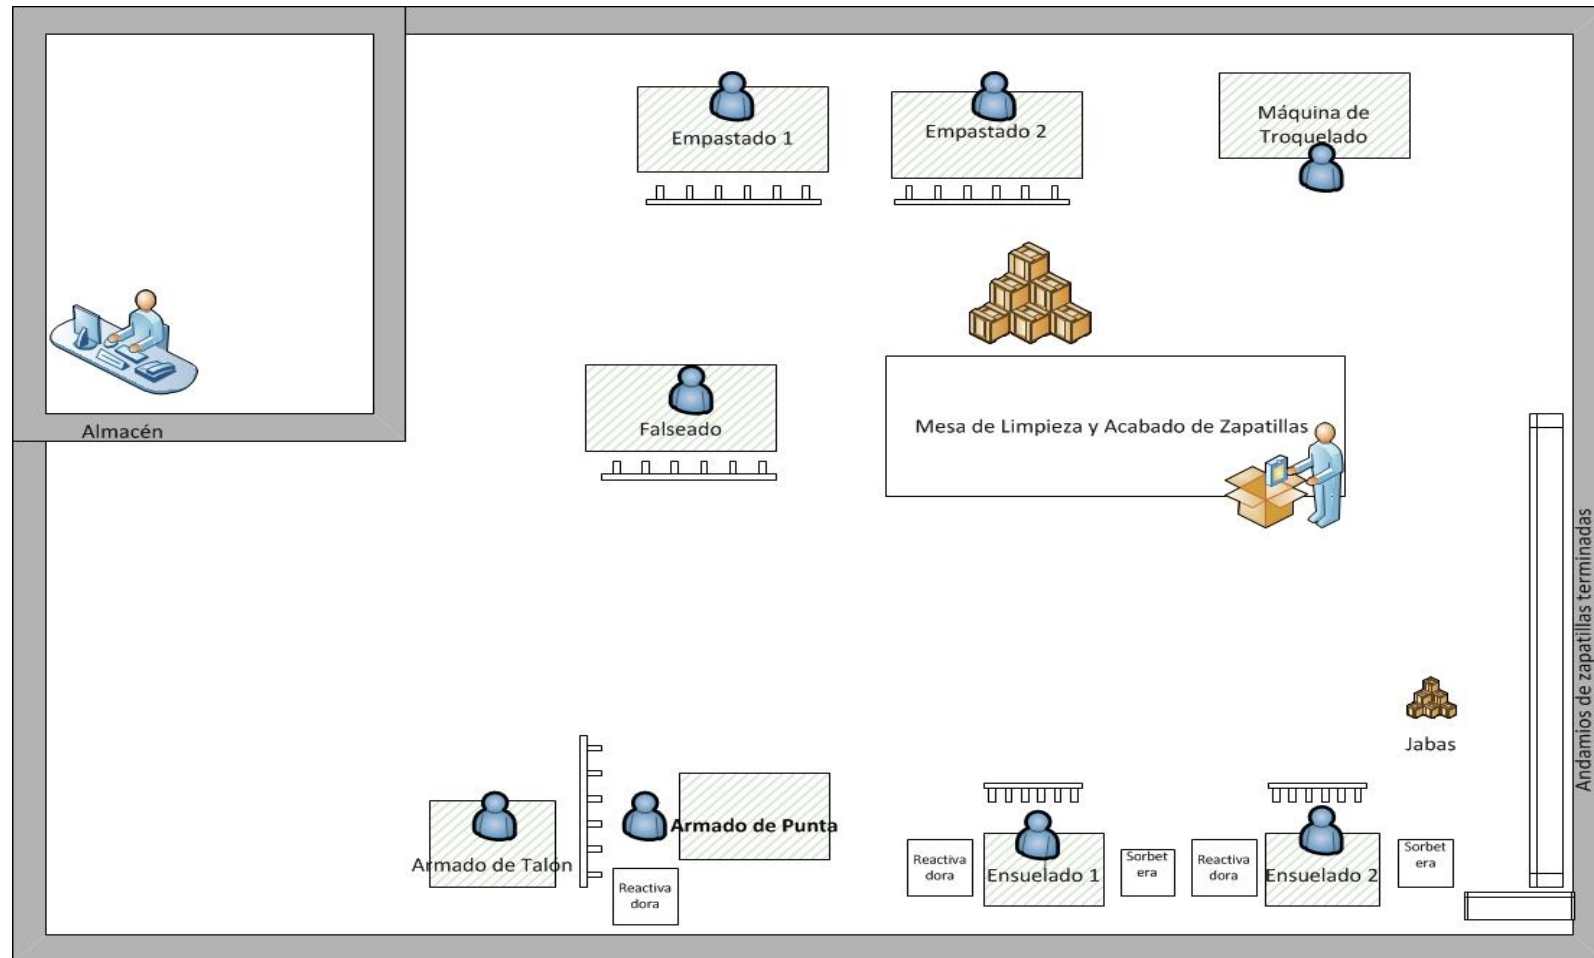 Empastado 1
Empastado 2
Máquina de
Troquelado
Almacén
Falseado
Mesa de Limpieza y Acabado de Zapatillas
Andamios de zapatillas terminadas
Jabas
Armado de Talón
Armado de Punta
Reactiva
dora
Reactiva
dora
Ensuelado 1
Sorbet
era
Reactiva
dora
Ensuelado 2
Sorbet
era